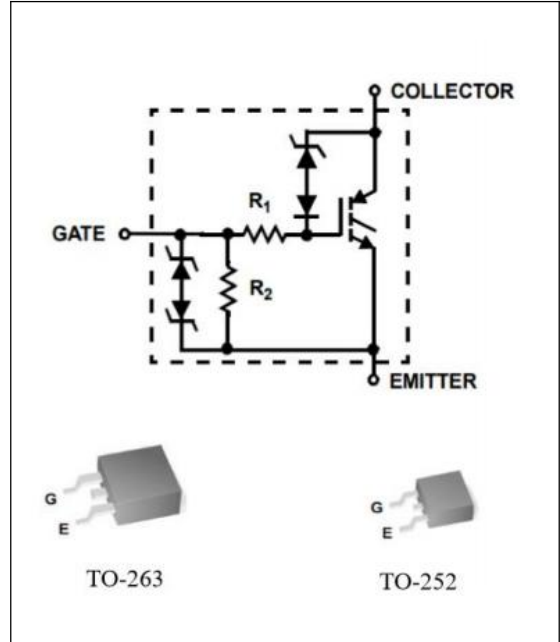 COLLECTOR
R1
GATE
R2
EMITTER
G
E
TO-263
G
E
TO-252